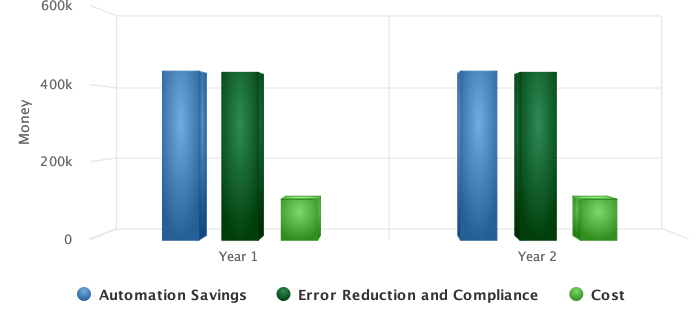 600k
400k
200k
0
Money
Year 1
Year 2
Automation Savings
Error Reduction and Compliance
Cost